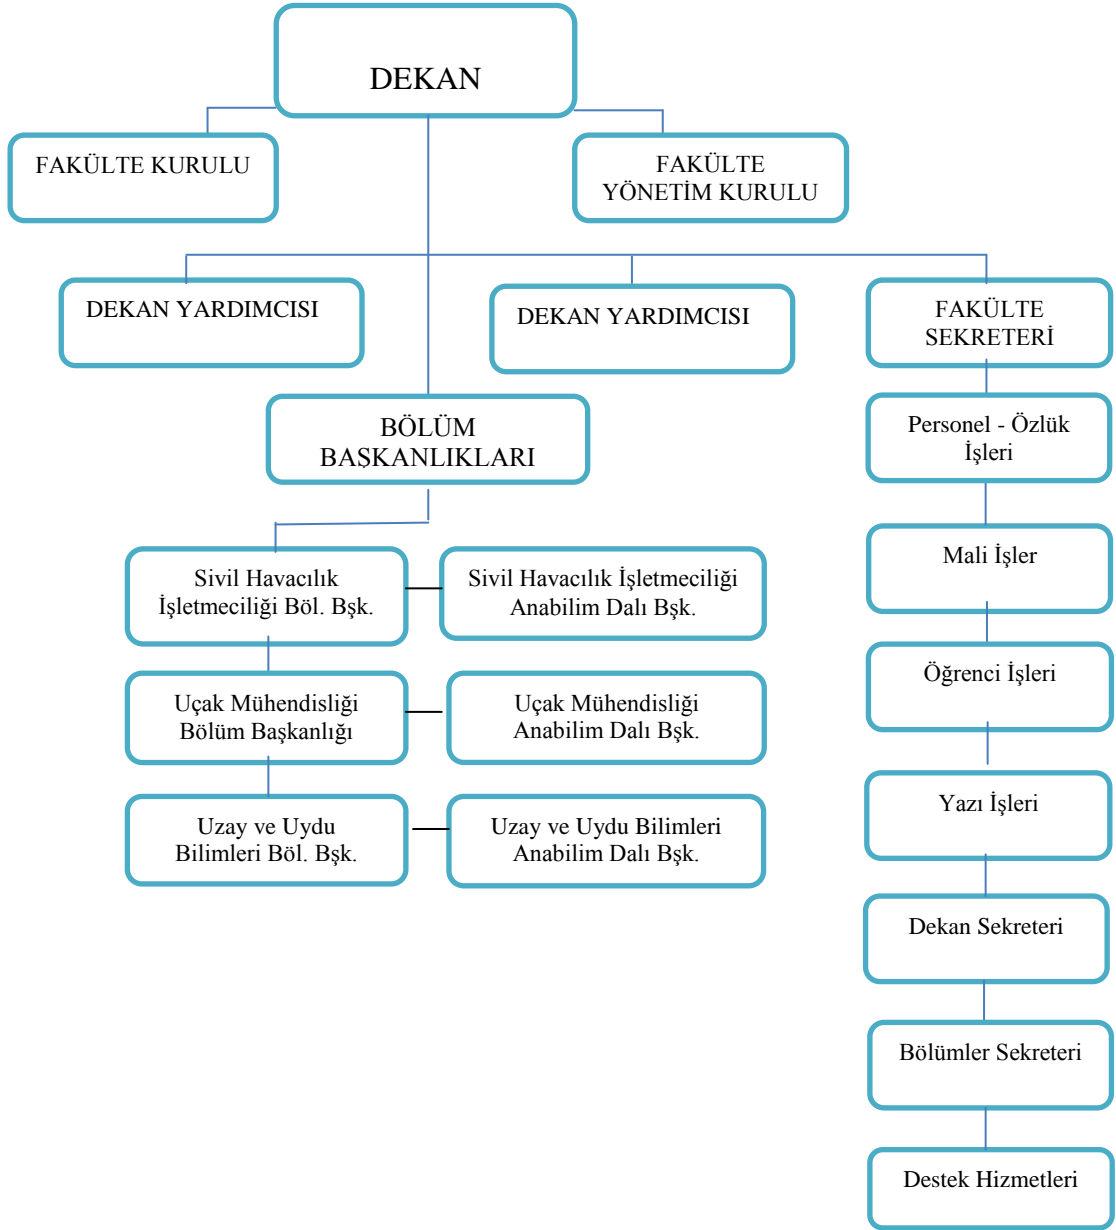 DEKAN
FAKÜLTE KURULU
FAKÜLTE
YÖNETİM KURULU
DEKAN YARDIMCISI
DEKAN YARDIMCISI
FAKÜLTE
SEKRETERİ
BÖLÜM
BAŞKANLIKLARI
Personel - Özlük
İşleri
Sivil Havacılık
İşletmeciliği Böl. Bşk.
Sivil Havacılık İşletmeciliği
Anabilim Dalı Bşk.
Mali İşler
Uçak Mühendisliği
Bölüm Başkanlığı
Uçak Mühendisliği
Anabilim Dalı Bşk.
Öğrenci İşleri
Uzay ve Uydu
Bilimleri Böl. Bşk.
Uzay ve Uydu Bilimleri
Anabilim Dalı Bşk.
Yazı İşleri
Dekan Sekreteri
Bölümler Sekreteri
Destek Hizmetleri